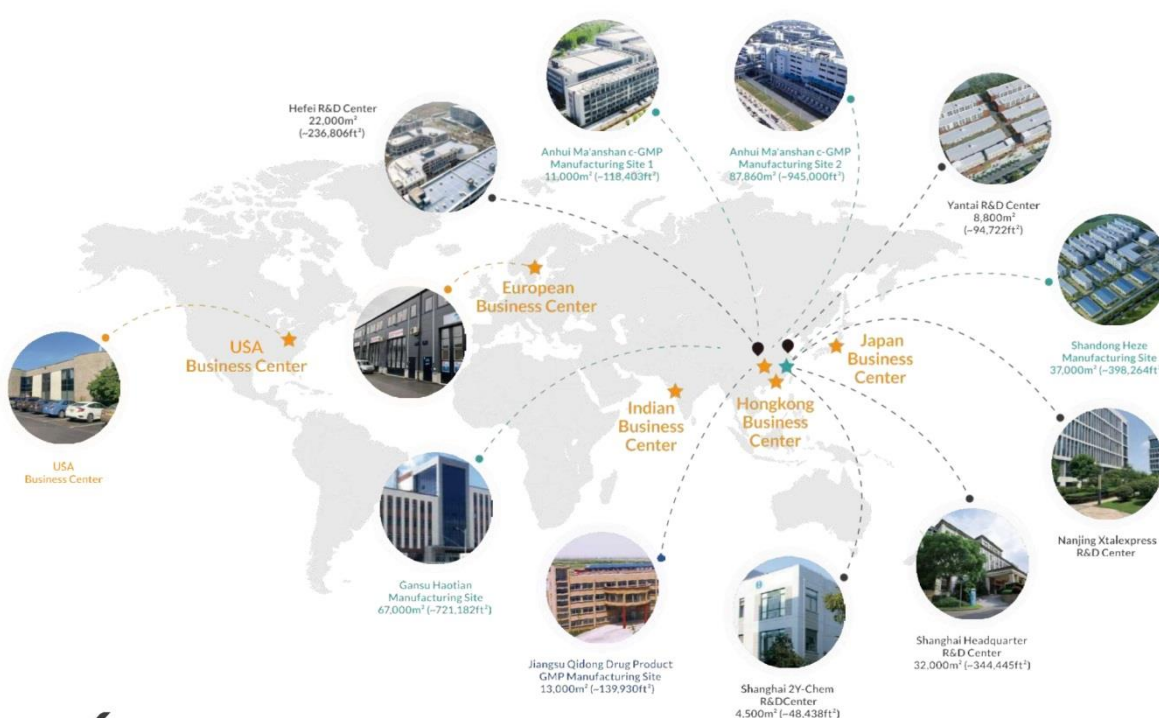 Hefei R&D Center
22,000m²
(~236,806ft²)
Anhui Ma'anshan c-GMP
Manufacturing Site 1
11,000m² (~118,403ft²)
Anhui Ma'anshan c-GMP
Manufacturing Site 2
87,860m² (~945,000ft²)
Yantai R&D Center
8,800m²
(~94,722ft²)
Shandong Heze
Manufacturing Site
37,000m² (~398,264ft²
European
Business Center
USA
Business Center
Japan
Business
Center
Indian
Business
Center
Hongkong
Business
Center
USA
Business Center
Gansu Haotian
Manufacturing Site
67,000m² (~721,182ft²)
Jiangsu Qidong Drug Product
GMP Manufacturing Site
13,000m² (~139,930ft²)
Shanghai 2Y-Chem
R&DCenter
4,500m² (~48,438ft²)
Shanghai Headquarter
R&D Center
32,000m² (~344,445ft²)
Nanjing Xtalexpress
R&D Center